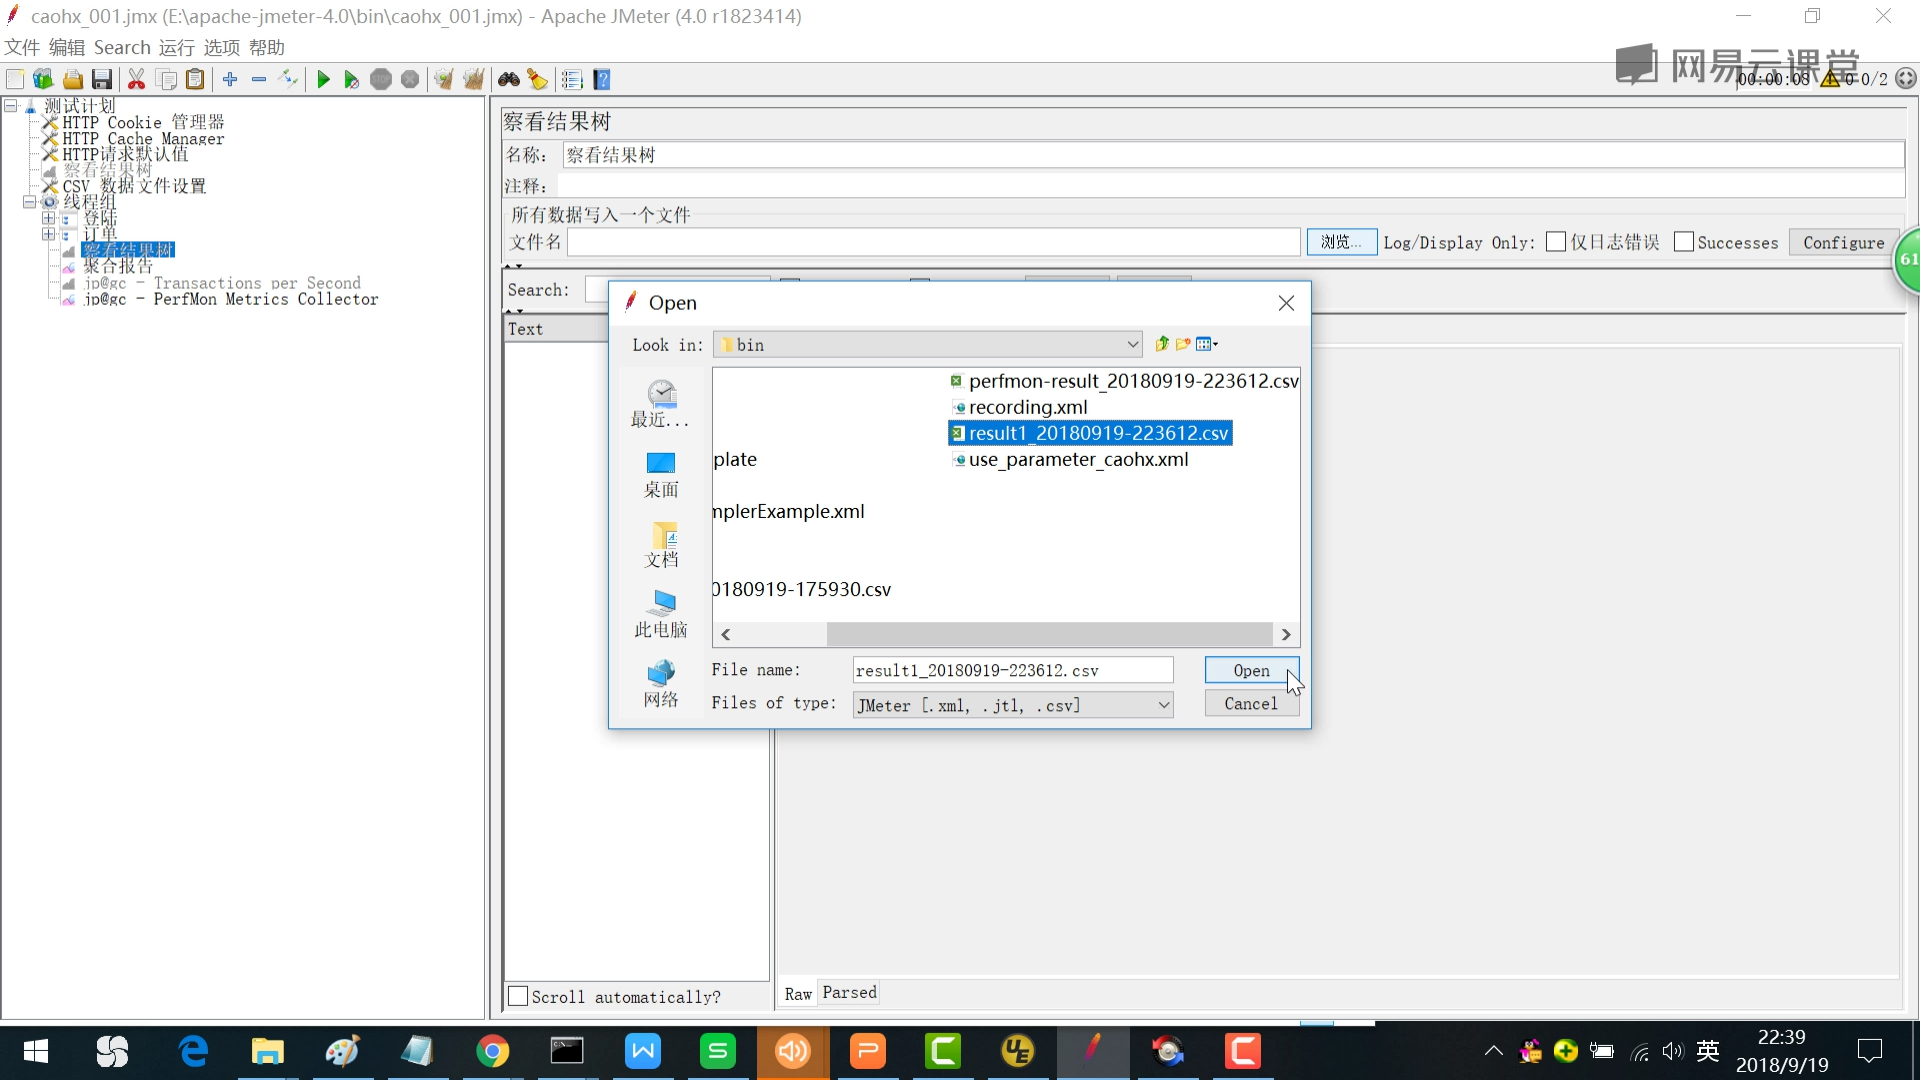 caohx_001.jmx (E:\apache-jmeter-4.0\bin\caohx_001.jmx) - Apache JMeter (4.0 r1823414)
文件 编辑 Search 运行 选项 帮助
网易云课堂
00:00:08 0 0/2
测试计划
HTTP Cookie 管理器
HTTP Cache Manager
HTTP请求默认值
察看结果树
CSV 数据文件设置
线程组
登陆
订单
察看结果树
聚合报告
jp@gc - Transactions per Second
jp@gc - PerfMon Metrics Collector
察看结果树
名称: 察看结果树
注释:
所有数据写入一个文件
文件名 浏览... Log/Display Only: 仅日志错误 Successes Configure
61
Search:
Text
Open
Look in: bin
最近...
桌面
文档
此电脑
网络
plate
mplerExample.xml
0180919-175930.csv
perfmon-result_20180919-223612.csv
recording.xml
result1_20180919-223612.csv
use_parameter_caohx.xml
File name: result1_20180919-223612.csv Open
Files of type: JMeter [.xml, .jtl, .csv] Cancel
Scroll automatically?
Raw Parsed
英
22:39
2018/9/19